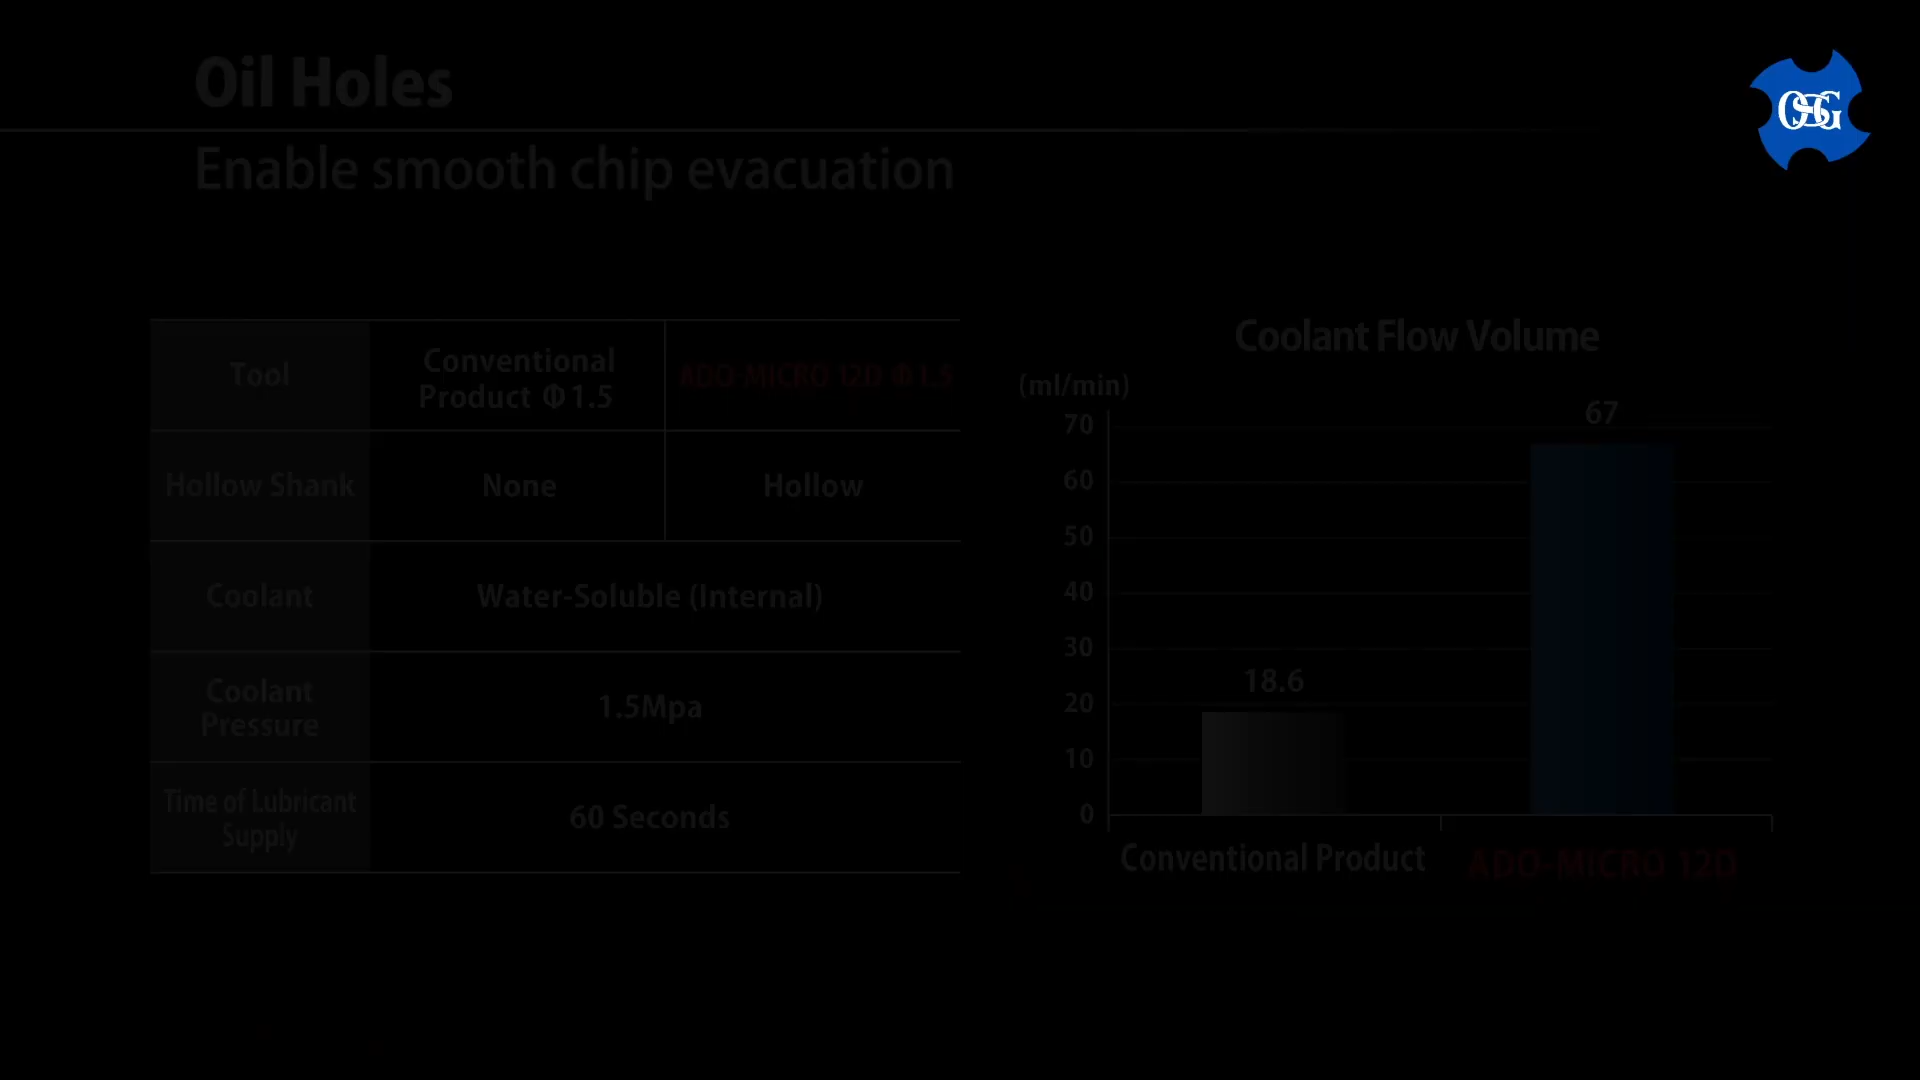 Oil Holes
OSG
Enable smooth chip evacuation
Tool
Conventional
Product Φ1.5
ADO-MICRO 12D Φ1.5
Hollow Shank
None
Hollow
Coolant
Water-Soluble (Internal)
Coolant
Pressure
1.5Mpa
Time of Lubricant
Supply
60 Seconds
Coolant Flow Volume
(ml/min)
70
60
50
40
30
20
10
0
18.6
67
Conventional Product
ADO-MICRO 12D